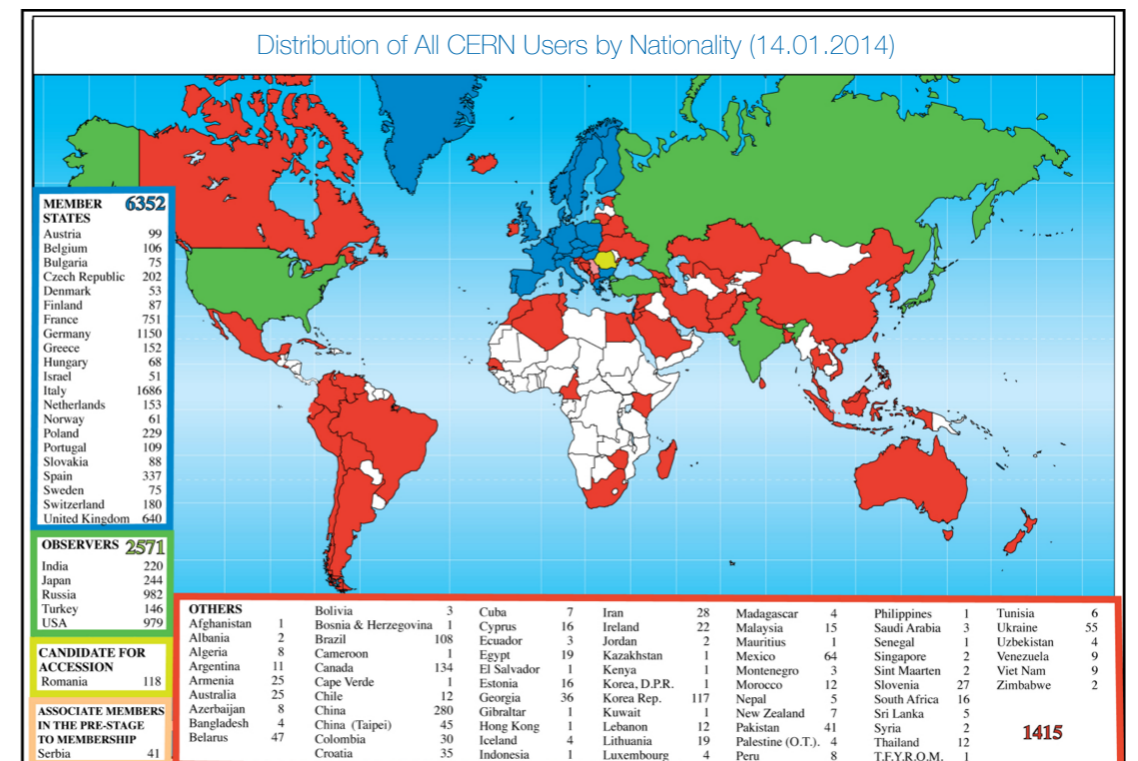 Distribution of All CERN Users by Nationality (14.01.2014)
MEMBER STATES 6352
Austria 99
Belgium 106
Bulgaria 75
Czech Republic 202
Denmark 53
Finland 87
France 751
Germany 1150
Greece 152
Hungary 68
Israel 51
Italy 1686
Netherlands 153
Norway 61
Poland 229
Portugal 109
Slovakia 88
Spain 337
Sweden 75
Switzerland 180
United Kingdom 640
OBSERVERS 2571
India 220
Japan 244
Russia 982
Turkey 146
USA 979
CANDIDATE FOR
ACCESSION
Romania 118
ASSOCIATE MEMBERS
IN THE PRE-STAGE
TO MEMBERSHIP
Serbia 41
OTHERS
Afghanistan 1
Albania 2
Algeria 8
Argentina 11
Armenia 25
Australia 25
Azerbaijan 8
Bangladesh 4
Belarus 47
Bolivia 3
Bosnia & Herzegovina 1
Brazil 108
Cameroon 1
Canada 134
Cape Verde 1
Chile 12
China 280
China (Taipei) 45
Colombia 30
Croatia 35
Cuba 7
Cyprus 16
Ecuador 3
Egypt 19
El Salvador 1
Estonia 16
Georgia 36
Gibraltar 1
Hong Kong 1
Iceland 4
Indonesia 1
Iran 28
Ireland 22
Jordan 2
Kazakhstan 1
Kenya 1
Korea, D.P.R. 1
Korea Rep. 117
Kuwait 1
Lebanon 12
Lithuania 19
Luxembourg 4
Madagascar 4
Malaysia 15
Mauritius 1
Mexico 64
Montenegro 3
Morocco 12
Nepal 5
New Zealand 7
Pakistan 41
Palestine (O.T.). 4
Peru 8
Philippines 1
Saudi Arabia 3
Senegal 1
Singapore 2
Sint Maarten 2
Slovenia 27
South Africa 16
Sri Lanka 5
Syria 2
Thailand 12
T.F.Y.R.O.M. 1
Tunisia 6
Ukraine 55
Uzbekistan 4
Venezuela 9
Viet Nam 9
Zimbabwe 2
1415